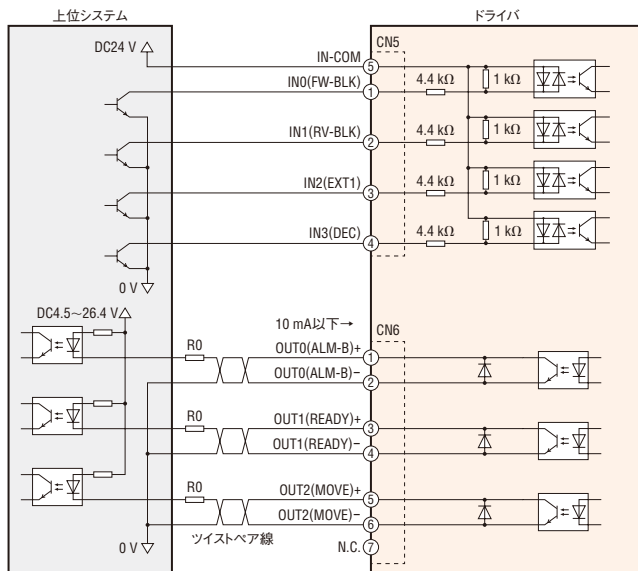 上位システム
ドライバ
DC24 V
IN-COM
CN5
5
4.4 kΩ
1 kΩ
IN0(FW-BLK)
1
1 kΩ
IN1(RV-BLK)
2
4.4 kΩ
1 kΩ
IN2(EXT1)
3
4.4 kΩ
1 kΩ
IN3(DEC)
4
4.4 kΩ
0 V
DC4.5～26.4 V
10 mA以下→
CN6
R0
OUT0(ALM-B)+
1
OUT0(ALM-B)−
2
R0
OUT1(READY)+
3
OUT1(READY)−
4
R0
OUT2(MOVE)+
5
OUT2(MOVE)−
6
0 V
ツイストペア線
N.C.
7